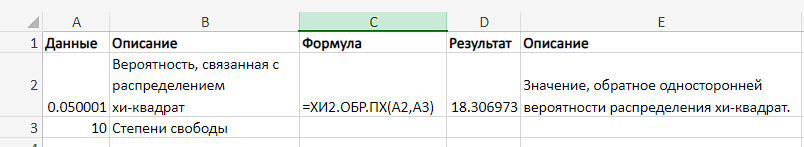 A B C D E
1 Данные Описание Формула Результат Описание
Вероятность, связанная с
распределением
хи-квадрат
2 0.050001 =ХИ2.ОБР.ПХ(A2,A3) 18.306973
Значение, обратное односторонней
вероятности распределения хи-квадрат.
3 10 Степени свободы